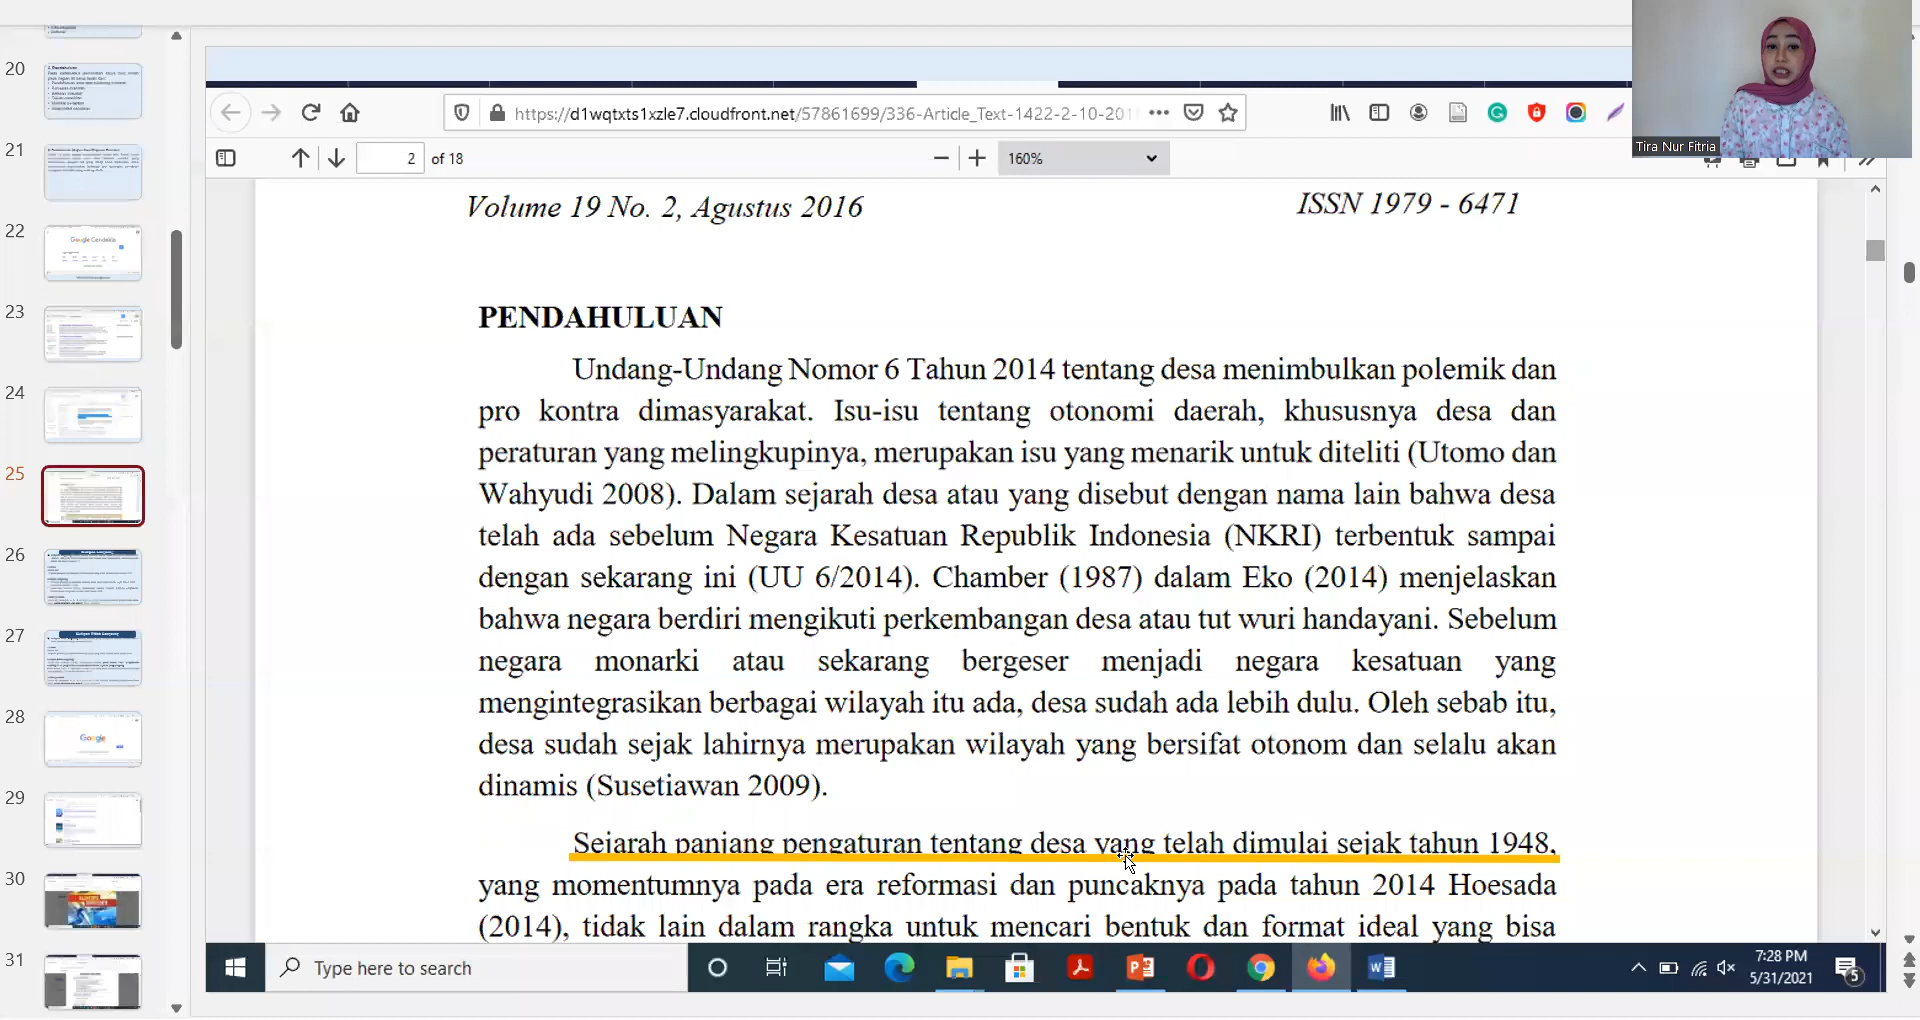 20
21
22
23
24
25
26
27
28
29
30
31
Google Cendekia
Google
https://d1wqtxts1xzle7.cloudfront.net/57861699/336-Article_Text-1422-2-10-201
2 of 18
160%
Tira Nur Fitria
Volume 19 No. 2, Agustus 2016 ISSN 1979 - 6471
PENDAHULUAN
Undang-Undang Nomor 6 Tahun 2014 tentang desa menimbulkan polemik dan
pro kontra dimasyarakat. Isu-isu tentang otonomi daerah, khususnya desa dan
peraturan yang melingkupinya, merupakan isu yang menarik untuk diteliti (Utomo dan
Wahyudi 2008). Dalam sejarah desa atau yang disebut dengan nama lain bahwa desa
telah ada sebelum Negara Kesatuan Republik Indonesia (NKRI) terbentuk sampai
dengan sekarang ini (UU 6/2014). Chamber (1987) dalam Eko (2014) menjelaskan
bahwa negara berdiri mengikuti perkembangan desa atau tut wuri handayani. Sebelum
negara monarki atau sekarang bergeser menjadi negara kesatuan yang
mengintegrasikan berbagai wilayah itu ada, desa sudah ada lebih dulu. Oleh sebab itu,
desa sudah sejak lahirnya merupakan wilayah yang bersifat otonom dan selalu akan
dinamis (Susetiawan 2009).
Sejarah panjang pengaturan tentang desa yang telah dimulai sejak tahun 1948,
yang momentumnya pada era reformasi dan puncaknya pada tahun 2014 Hoesada
(2014), tidak lain dalam rangka untuk mencari bentuk dan format ideal yang bisa
Type here to search
7:28 PM
5/31/2021
5